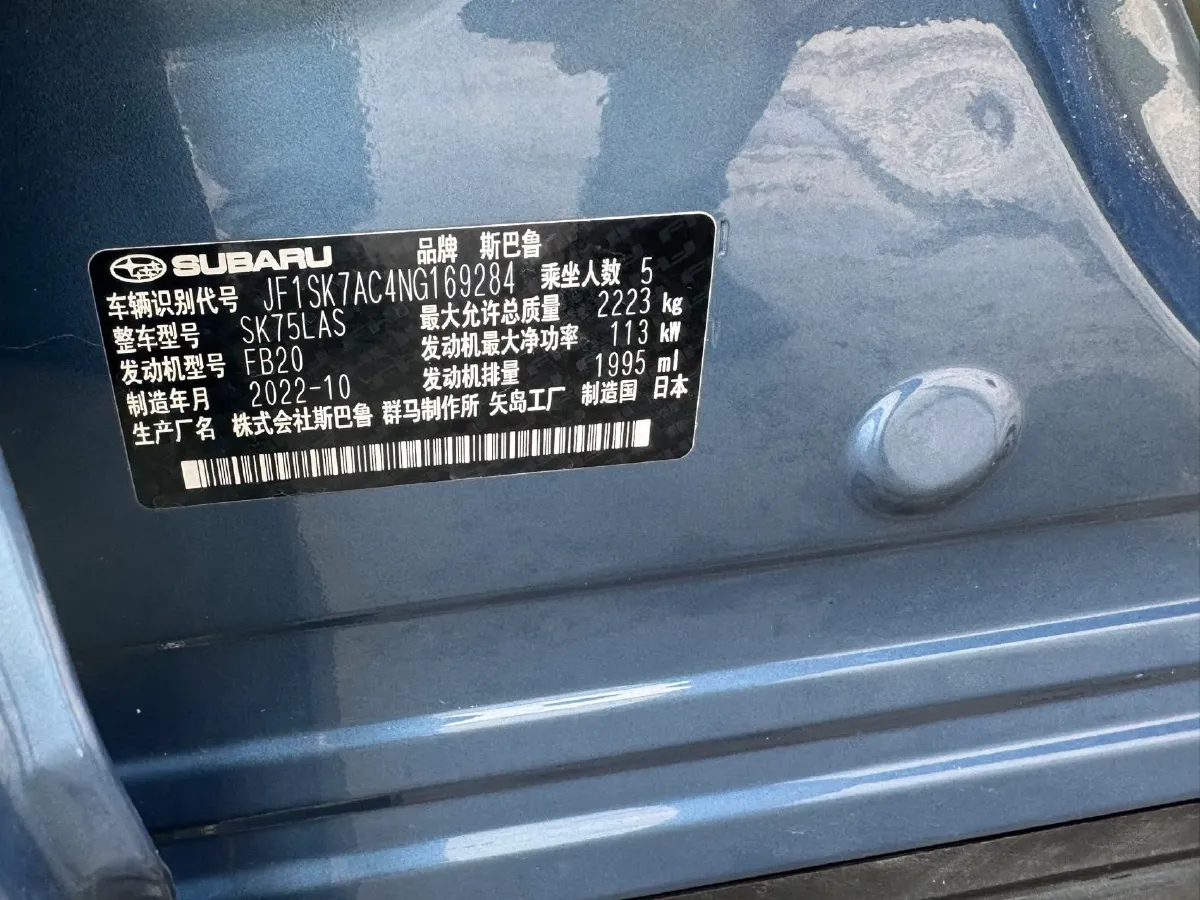 SUBARU 品牌 斯巴鲁
车辆识别代号 JF1SK7AC4NG169284 乘坐人数 5
整车型号 SK75LAS 最大允许总质量 2223 kg
发动机型号 FB20 发动机最大净功率 113 kW
制造年月 2022-10 发动机排量 1995 ml
生产厂名 株式会社斯巴鲁 群马制作所 矢岛工厂 制造国 日本